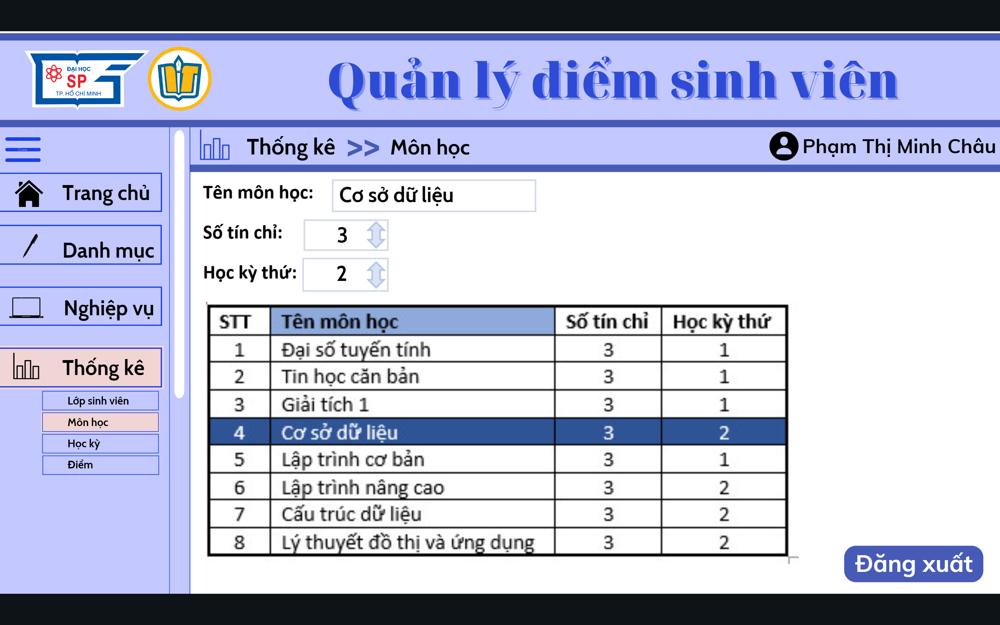 ĐẠI HỌC
SP
TP. HỒ CHÍ MINH
Quản lý điểm sinh viên
Canva
Thống kê >> Môn học
Phạm Thị Minh Châu
Trang chủ
Danh mục
Nghiệp vụ
Thống kê
Lớp sinh viên
Môn học
Học kỳ
Điểm
Tên môn học: Cơ sở dữ liệu
Số tín chỉ: 3
Học kỳ thứ: 2
STT Tên môn học Số tín chỉ Học kỳ thứ
1 Đại số tuyến tính 3 1
2 Tin học căn bản 3 1
3 Giải tích 1 3 1
4 Cơ sở dữ liệu 3 2
5 Lập trình cơ bản 3 1
6 Lập trình nâng cao 3 2
7 Cấu trúc dữ liệu 3 2
8 Lý thuyết đồ thị và ứng dụng 3 2
Đăng xuất